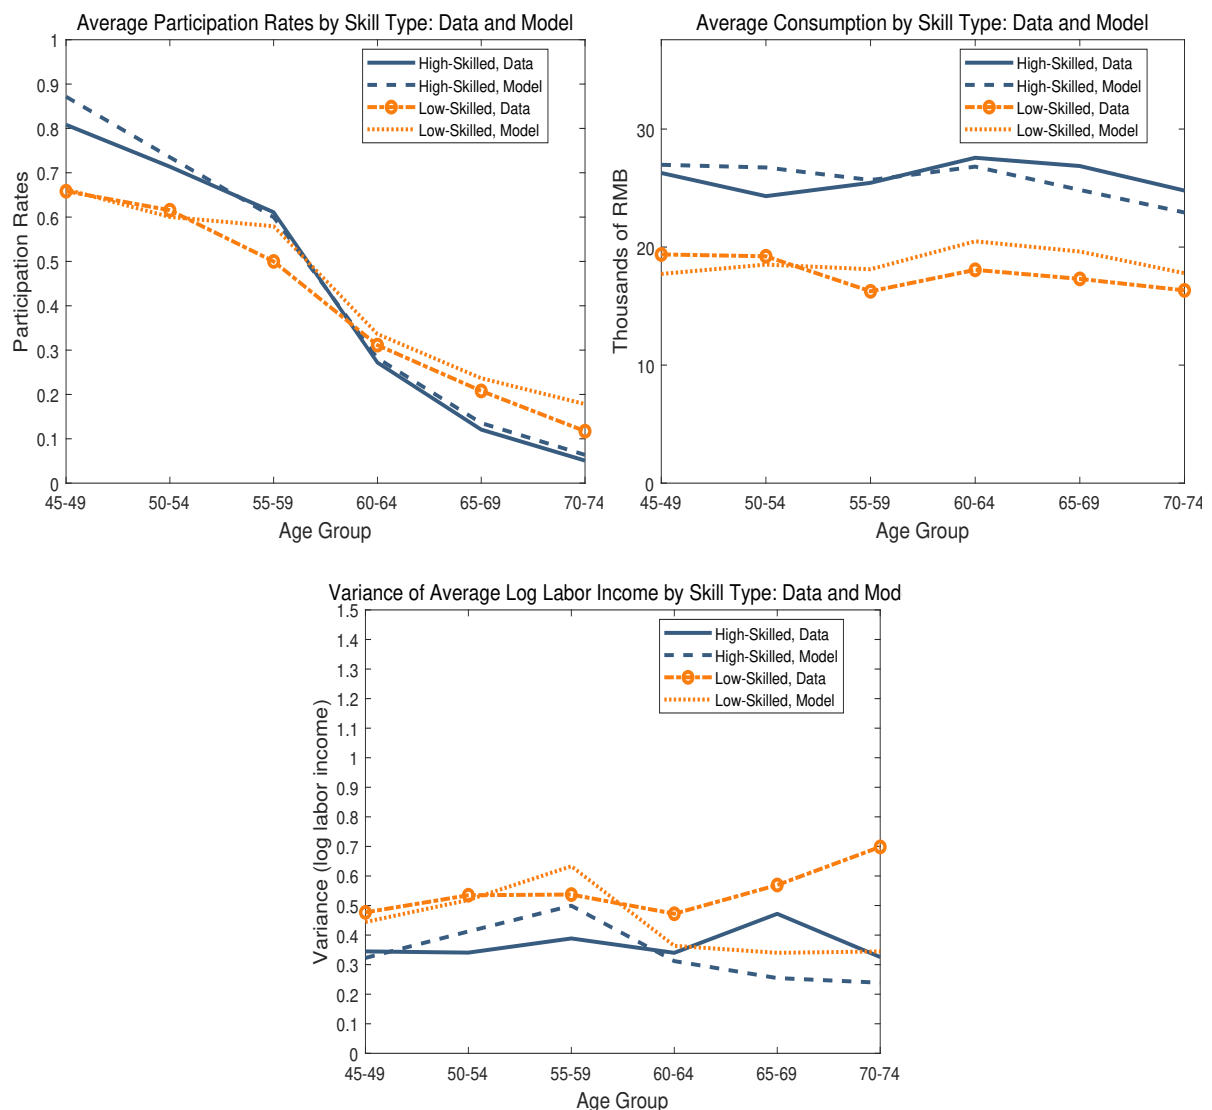 Average Participation Rates by Skill Type: Data and Model
1
0.9
0.8
0.7
0.6
0.5
0.4
0.3
0.2
0.1
0
Participation Rates
High-Skilled, Data
High-Skilled, Model
Low-Skilled, Data
Low-Skilled, Model
45-49 50-54 55-59 60-64 65-69 70-74
Age Group
Average Consumption by Skill Type: Data and Model
30
20
10
0
Thousands of RMB
High-Skilled, Data
High-Skilled, Model
Low-Skilled, Data
Low-Skilled, Model
45-49 50-54 55-59 60-64 65-69 70-74
Age Group
Variance of Average Log Labor Income by Skill Type: Data and Mod
1.5
1.4
1.3
1.2
1.1
1
0.9
0.8
0.7
0.6
0.5
0.4
0.3
0.2
0.1
0
Variance (log labor income)
High-Skilled, Data
High-Skilled, Model
Low-Skilled, Data
Low-Skilled, Model
45-49 50-54 55-59 60-64 65-69 70-74
Age Group